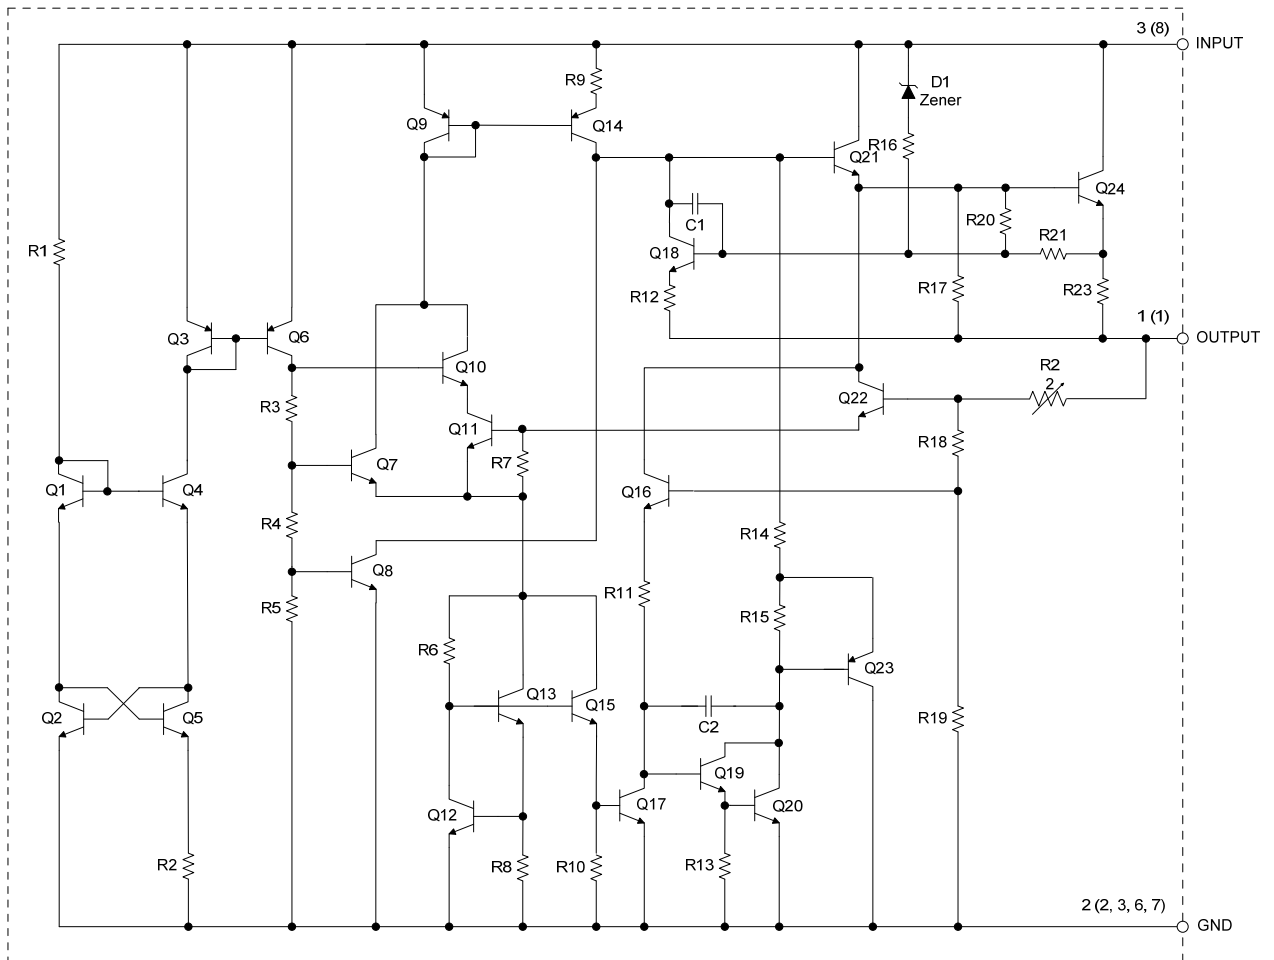 3 (8)
INPUT
R9
D1
Zener
Q9
Q14
R16
Q21
Q24
C1
R20
R21
Q18
R1
R12
R17
R23
1 (1)
OUTPUT
Q3
Q6
Q10
R2
2
Q22
R3
Q11
R18
Q7
R7
Q1
Q4
Q16
R4
R14
Q8
R11
R5
R15
R6
Q23
Q13
Q15
Q2
Q5
C2
R19
Q19
Q12
Q17
Q20
R2
R8
R10
R13
2 (2, 3, 6, 7)
GND